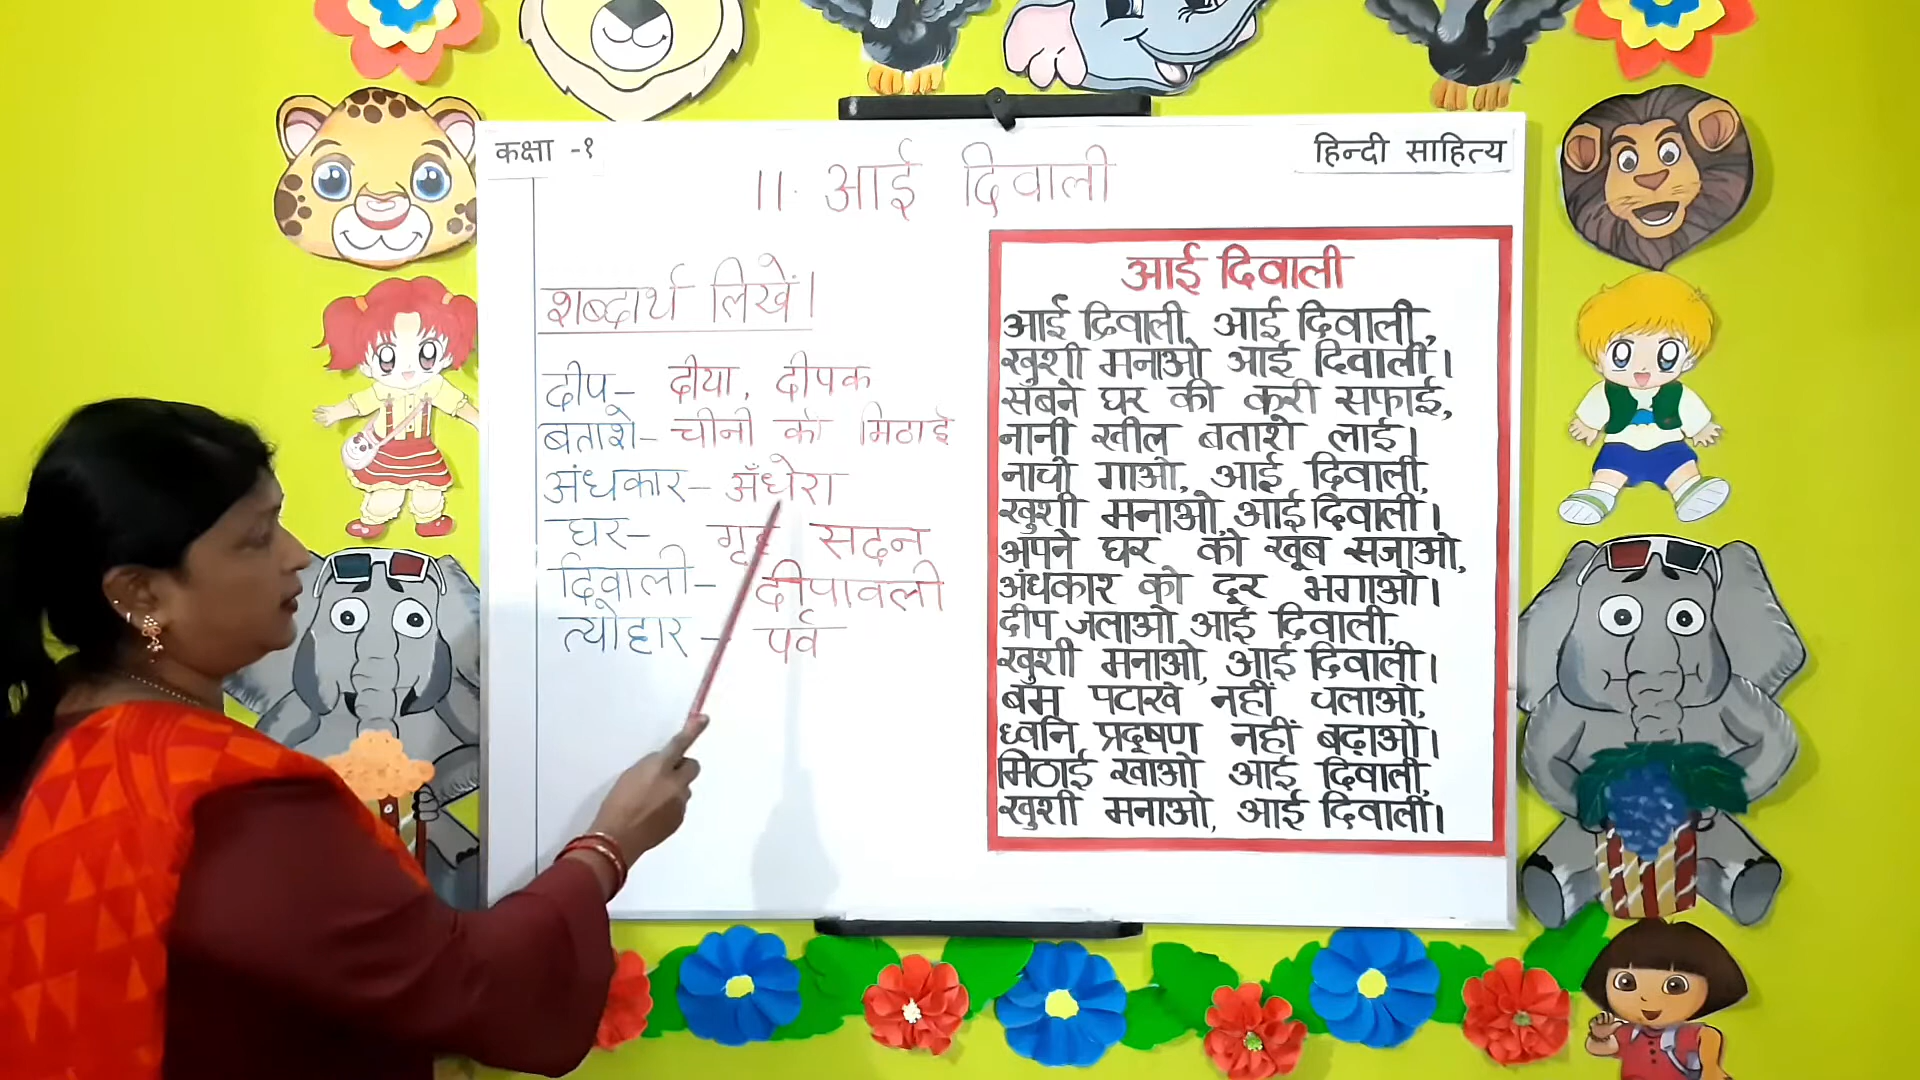 कक्षा -१
हिन्दी साहित्य
11. आई दिवाली
शब्दार्थ लिखें।
दीप- दीया, दीपक
बताशे- चीनी की मिठाई
अंधकार- अँधेरा
घर- गृह सदन
दिवाली- दीपावली
त्योहार - पर्व
आई दिवाली
आई दिवाली, आई दिवाली,
खुशी मनाओ आई दिवाली।
सबने घर की करी सफाई,
नानी खील बताशे लाई।
नाचो गाओ, आई दिवाली,
खुशी मनाओ, आई दिवाली।
अपने घर को खूब सजाओ,
अंधकार को दूर भगाओ।
दीप जलाओ आई दिवाली,
खुशी मनाओ, आई दिवाली।
बम पटाखे नहीं चलाओ,
ध्वनि प्रदूषण नहीं बढ़ाओ।
मिठाई खाओ आई दिवाली,
खुशी मनाओ, आई दिवाली।